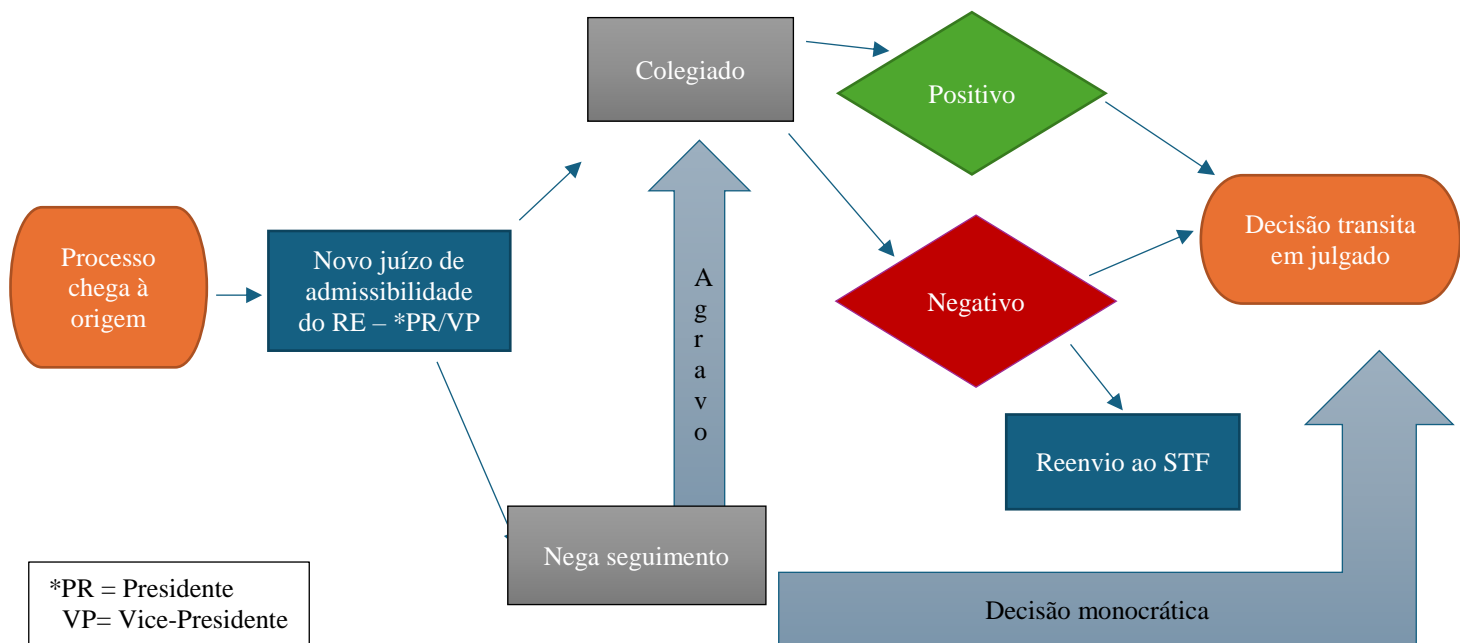 Processo
chega à
origem
Novo juízo de
admissibilidade
do RE – *PR/VP
Colegiado
Positivo
Negativo
Decisão transita
em julgado
Reenvio ao STF
A
g
r
a
v
o
Nega seguimento
Decisão monocrática
*PR = Presidente
VP= Vice-Presidente